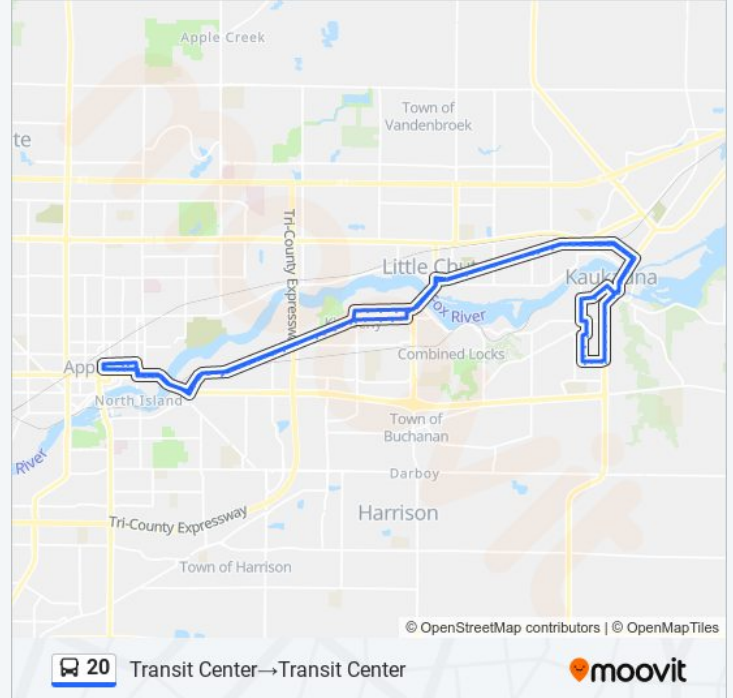 Apple Creek
Town of
Vandenbroek
te
Tri-County Expressway
Little Chut
Kaukauna
Fox River
Combined Locks
App
North Island
Town of
Buchanan
River
Darboy
Harrison
Tri-County Expressway
Town of Harrison
© OpenStreetMap contributors | © OpenMapTiles
20 Transit Center→Transit Center
moovit